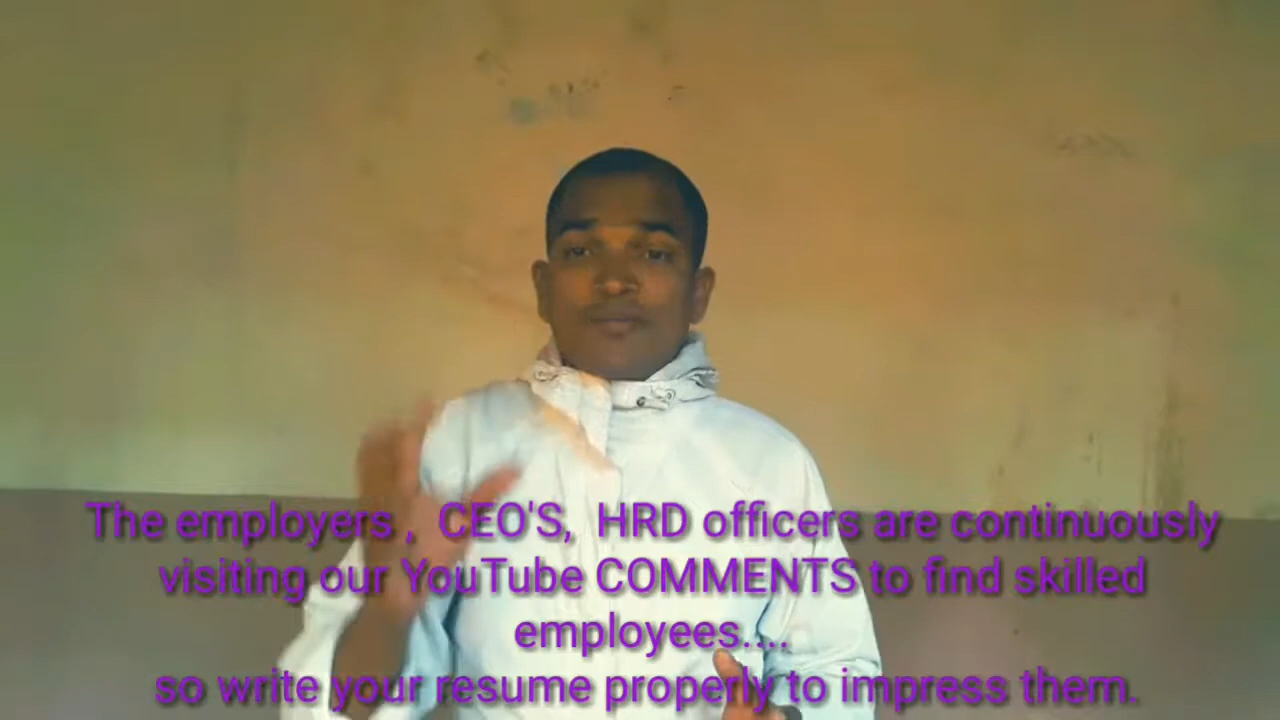 The employers ,  CEO'S,  HRD officers are continuously
visiting our YouTube COMMENTS to find skilled
employees....
so write your resume properly to impress them.